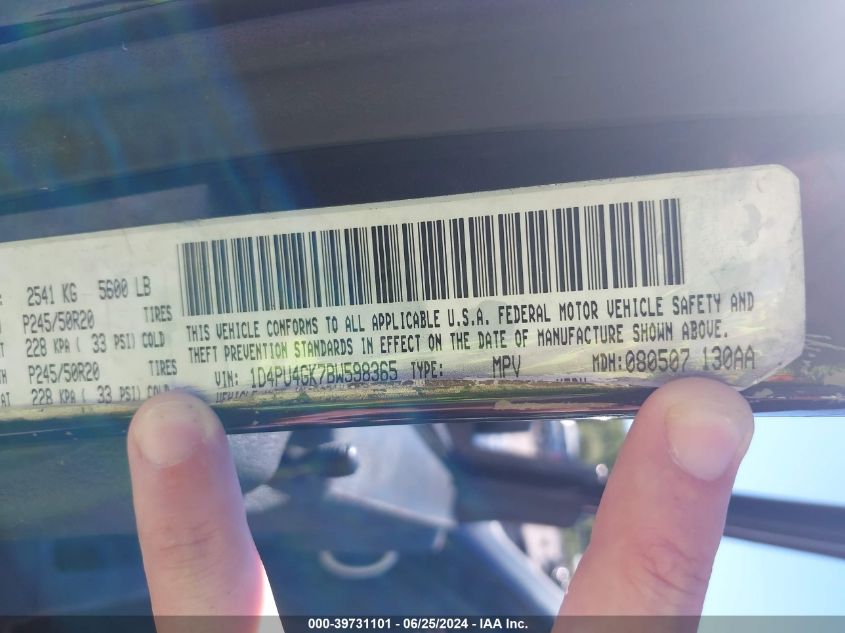 2541 KG 5600 LB
P245/50R20 TIRES
228 KPA ( 33 PSI) COLD
P245/50R20 TIRES
228 KPA ( 33 PSI) COLD
THIS VEHICLE CONFORMS TO ALL APPLICABLE U.S.A. FEDERAL MOTOR VEHICLE SAFETY AND
THEFT PREVENTION STANDARDS IN EFFECT ON THE DATE OF MANUFACTURE SHOWN ABOVE.
VIN: 1D4PU4GK7BW598365 TYPE: MPV MDH: 080507 130AA
000-39731101 - 06/25/2024 - IAA Inc.